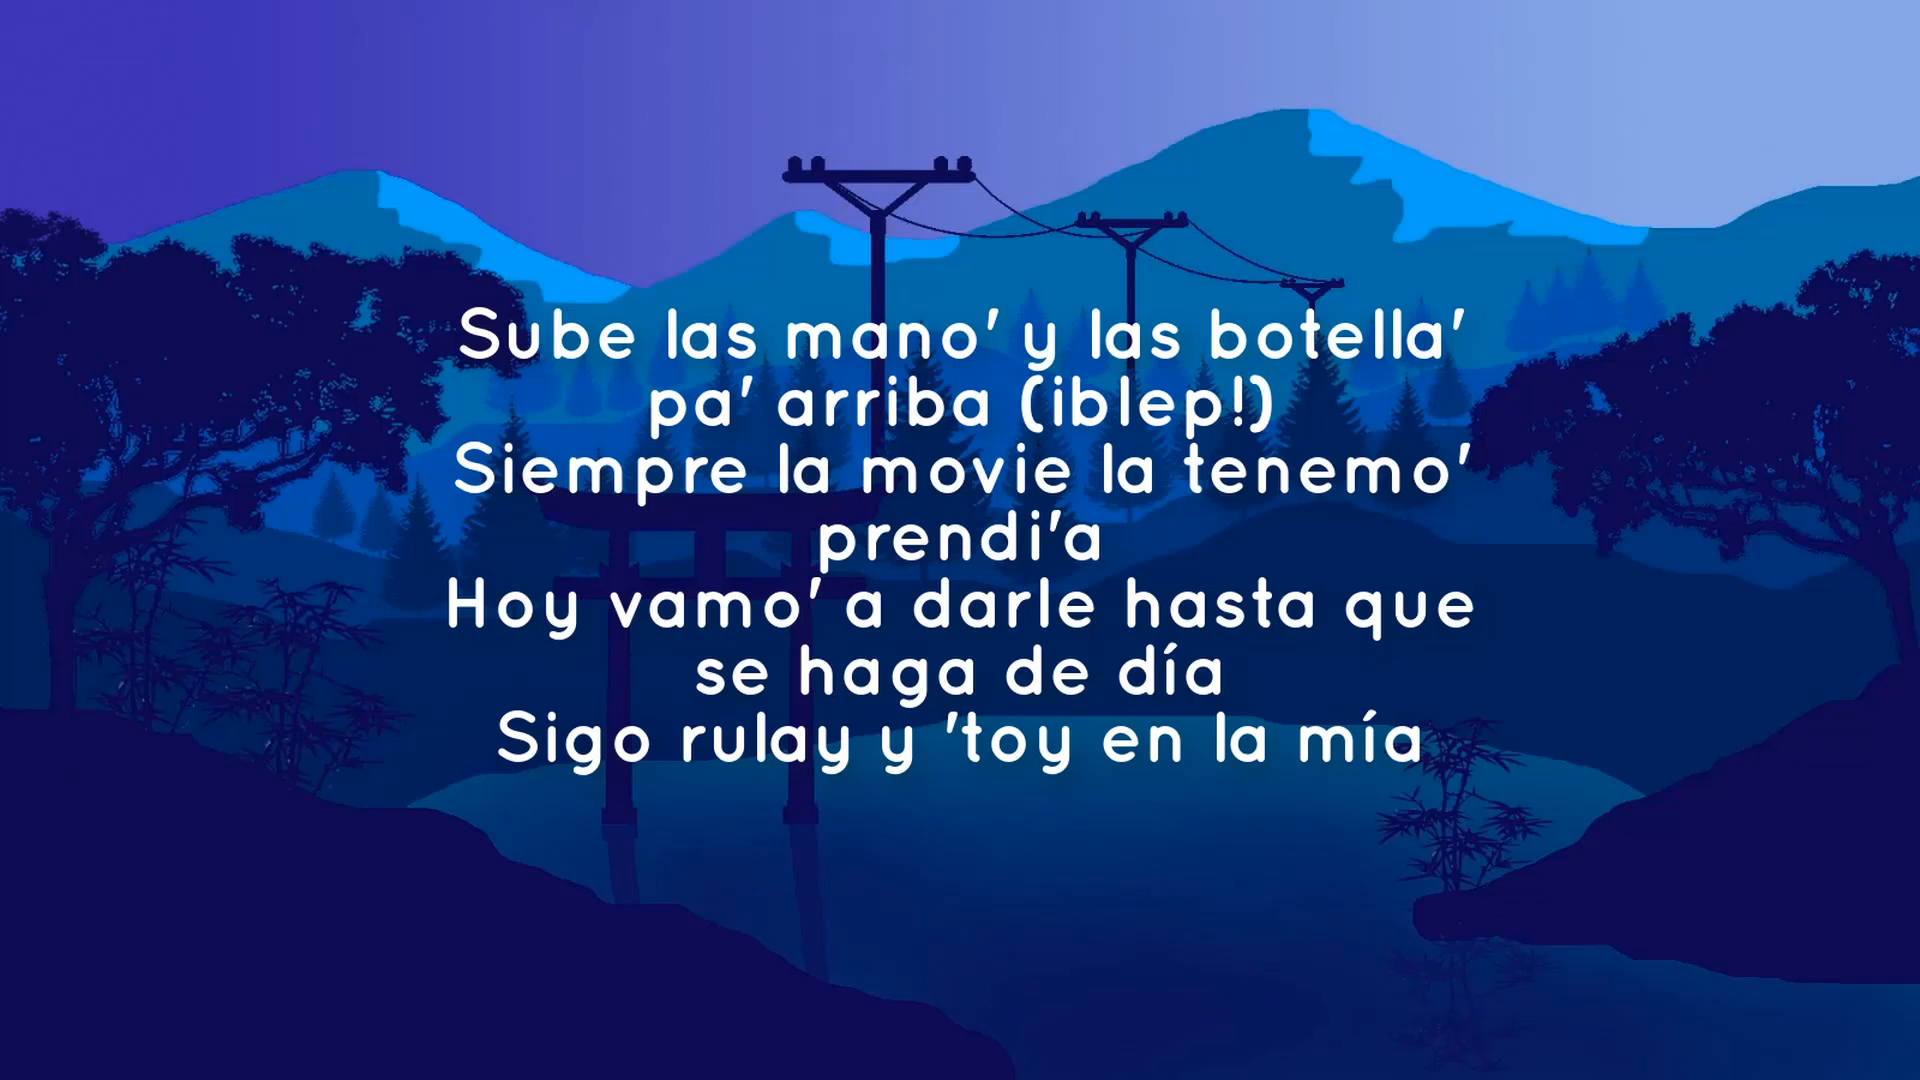 Sube las mano' y las botella'
pa' arriba (iblep!)
Siempre la movie la tenemo'
prendi'a
Hoy vamo' a darle hasta que
se haga de día
Sigo rulay y 'toy en la mía